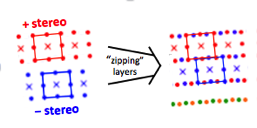 + stereo
"zipping"
layers
− stereo